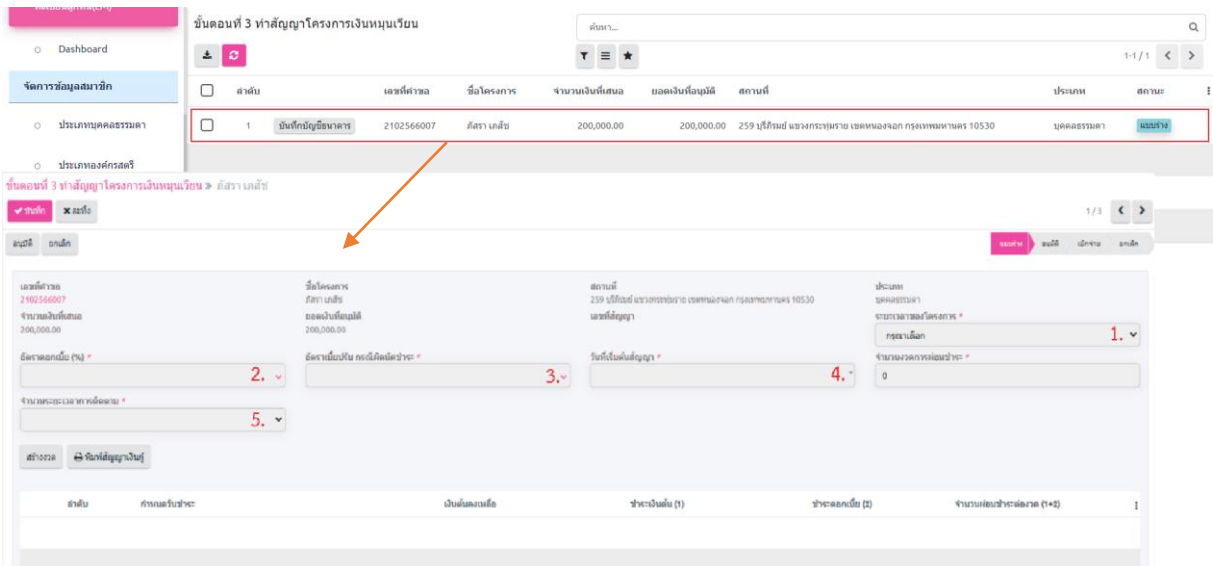 ขั้นตอนที่ 3 ทำสัญญาโครงการเงินหมุนเวียน
ค้นหา...
Dashboard
1-1 / 1
จัดการข้อมูลสมาชิก
ลำดับ เลขที่คำขอ ชื่อโครงการ จำนวนเงินที่เสนอ ยอดเงินที่อนุมัติ สถานที่ ประเภท สถานะ
ประเภทบุคคลธรรมดา
1 บันทึกบัญชีธนาคาร 2102566007 ภัสรา เภสัช 200,000.00 200,000.00 259 บุรีภิรมย์ แขวงกระทุ่มราย เขตหนองจอก กรุงเทพมหานคร 10530 บุคคลธรรมดา แบบร่าง
ประเภทองค์กรสตรี
ขั้นตอนที่ 3 ทำสัญญาโครงการเงินหมุนเวียน » ภัสรา เภสัช
บันทึก ละทิ้ง
1/3
อนุมัติ ยกเลิก
แบบร่าง อนุมัติ เบิกจ่าย ยกเลิก
เลขที่คำขอ ชื่อโครงการ สถานที่ ประเภท
2102566007 ภัสรา เภสัช 259 บุรีภิรมย์ แขวงกระทุ่มราย เขตหนองจอก กรุงเทพมหานคร 10530 บุคคลธรรมดา
จำนวนเงินที่เสนอ ยอดเงินที่อนุมัติ เลขที่สัญญา ระยะเวลาของโครงการ *
200,000.00 200,000.00
กรุณาเลือก 1.
อัตราดอกเบี้ย (%) * อัตราเบี้ยปรับ กรณีผิดนัดชำระ * วันที่เริ่มต้นสัญญา * จำนวนงวดการผ่อนชำระ *
2. 3. 4. 0
จำนวนระยะเวลาการติดตาม *
5.
สร้างงวด พิมพ์สัญญาเงินกู้
ลำดับ กำหนดรับชำระ เงินต้นคงเหลือ ชำระเงินต้น (1) ชำระดอกเบี้ย (2) จำนวนผ่อนชำระต่องวด (1+2)